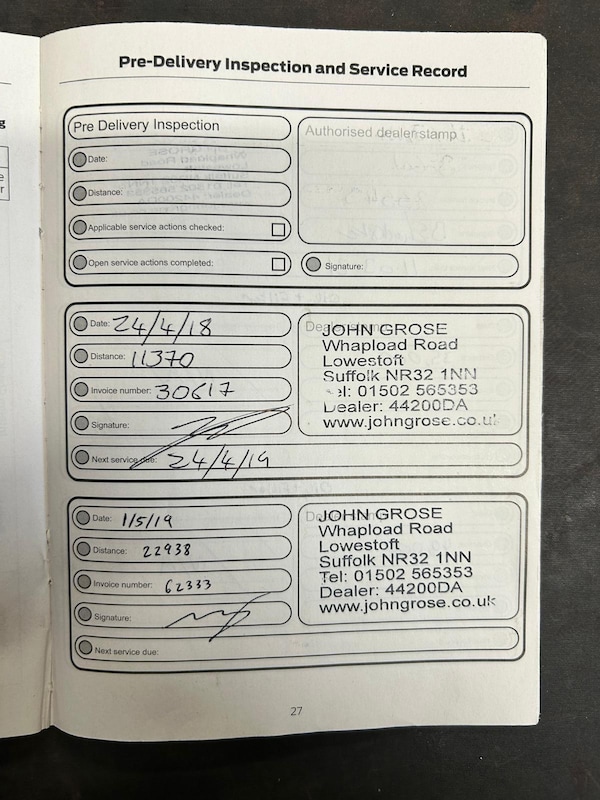 g
e
r
Pre-Delivery Inspection and Service Record
Pre Delivery Inspection
Date:
Distance:
Applicable service actions checked:
Open service actions completed:
Authorised dealer stamp
Signature:
Date: 24/4/18
Distance: 11370
Invoice number: 30617
Signature:
Next service due: 24/4/19
JOHN GROSE
Whapload Road
Lowestoft
Suffolk NR32 1NN
el: 01502 565353
Dealer: 44200DA
www.johngrose.co.uk
Date: 1/5/19
Distance: 22938
Invoice number: 62333
Signature:
Next service due:
JOHN GROSE
Whapload Road
Lowestoft
Suffolk NR32 1NN
Tel: 01502 565353
Dealer: 44200DA
www.johngrose.co.uk
27